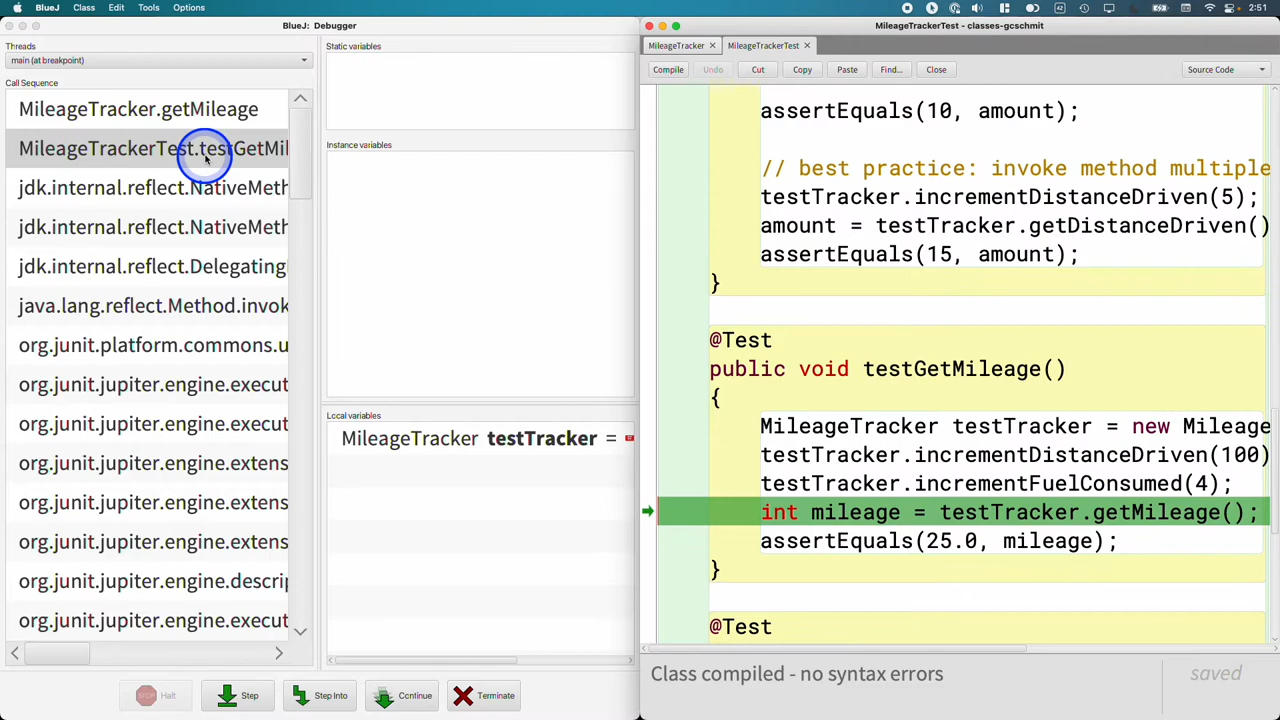 BlueJ Class Edit Tools Options
42
2:51
BlueJ: Debugger
MileageTrackerTest - classes-gcschmit
Threads
main (at breakpoint)
Call Sequence
MileageTracker.getMileage
MileageTrackerTest.testGetMil
jdk.internal.reflect.NativeMeth
jdk.internal.reflect.NativeMeth
jdk.internal.reflect.Delegating
java.lang.reflect.Method.invok
org.junit.platform.commons.u
org.junit.jupiter.engine.execut
org.junit.jupiter.engine.execut
org.junit.jupiter.engine.extens
org.junit.jupiter.engine.extens
org.junit.jupiter.engine.extens
org.junit.jupiter.engine.descrip
org.junit.jupiter.engine.execut
Halt Step Step Into Continue Terminate
Static variables
Instance variables
Local variables
MileageTracker testTracker =
MileageTracker MileageTrackerTest
Compile Undo Cut Copy Paste Find... Close Source Code
assertEquals(10, amount);
// best practice: invoke method multiple
testTracker.incrementDistanceDriven(5);
amount = testTracker.getDistanceDriven()
assertEquals(15, amount);
}
@Test
public void testGetMileage()
{
MileageTracker testTracker = new Mileage
testTracker.incrementDistanceDriven(100)
testTracker.incrementFuelConsumed(4);
int mileage = testTracker.getMileage();
assertEquals(25.0, mileage);
}
@Test
Class compiled - no syntax errors
saved